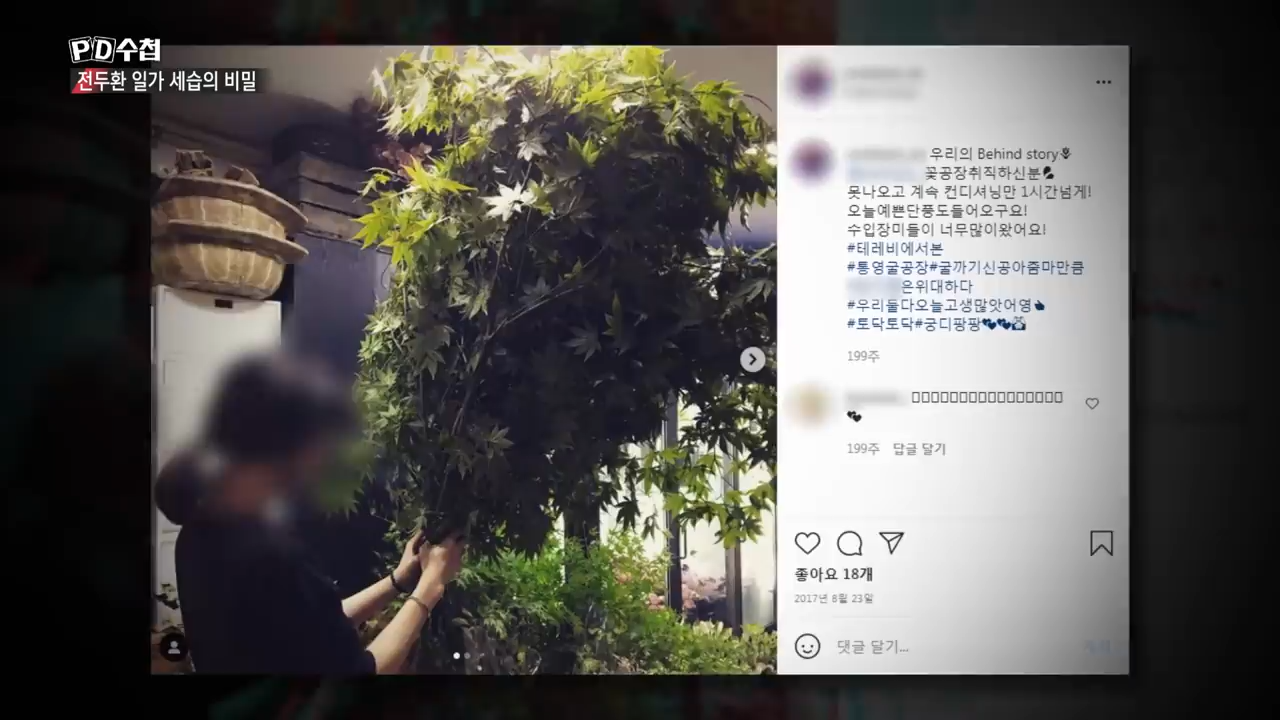 PD수첩
전두환 일가 세습의 비밀
우리의 Behind story
꽃공장취직하신분
못나오고 계속 컨디셔닝만 1시간넘게!
오늘예쁜단풍도들어오구요!
수입장미들이 너무많이왔어요!
#테레비에서본
#통영굴공장#굴까기신공아줌마만큼
은위대하다
#우리둘다오늘고생많앗어영
#토닥토닥#궁디팡팡
199주
199주 답글 달기
좋아요 18개
2017년 8월 23일
댓글 달기...
게시